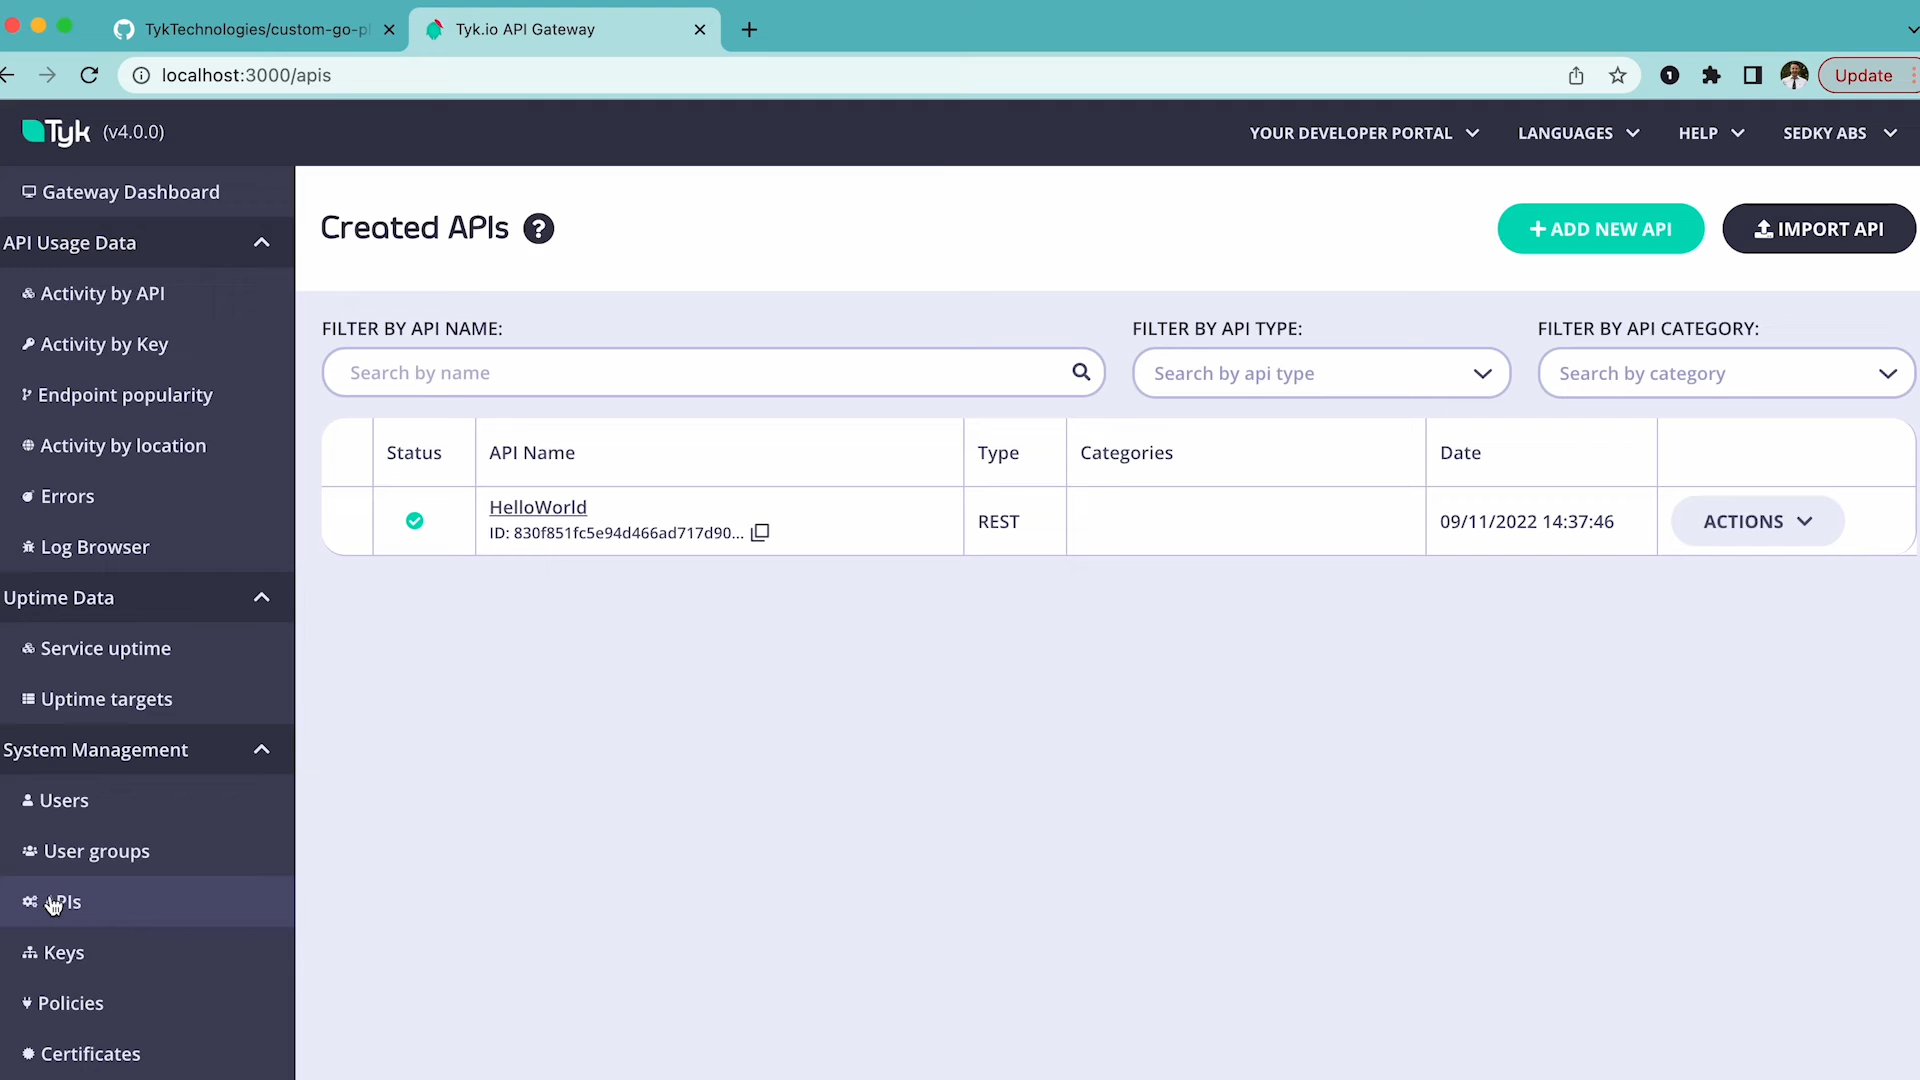 TykTechnologies/custom-go-pl
Tyk.io API Gateway
localhost:3000/apis
Update
Tyk (v4.0.0)
YOUR DEVELOPER PORTAL
LANGUAGES
HELP
SEDKY ABS
Gateway Dashboard
API Usage Data
Activity by API
Activity by Key
Endpoint popularity
Activity by location
Errors
Log Browser
Uptime Data
Service uptime
Uptime targets
System Management
Users
User groups
APIs
Keys
Policies
Certificates
Created APIs ?
+ ADD NEW API
IMPORT API
FILTER BY API NAME:
FILTER BY API TYPE:
FILTER BY API CATEGORY:
Search by name
Search by api type
Search by category
Status
API Name
Type
Categories
Date
HelloWorld
ID: 830f851fc5e94d466ad717d90...
REST
09/11/2022 14:37:46
ACTIONS